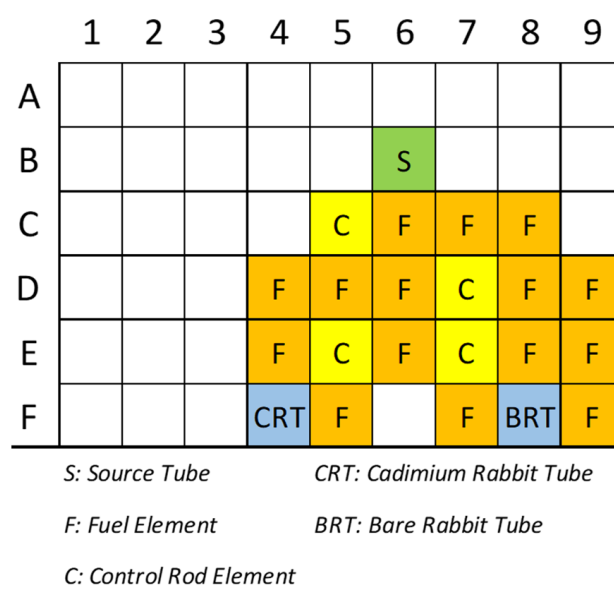 1 2 3 4 5 6 7 8 9
A
B S
C C F F F
D F F F C F F
E F C F C F F
F CRT F F BRT F
S: Source Tube CRT: Cadimium Rabbit Tube
F: Fuel Element BRT: Bare Rabbit Tube
C: Control Rod Element